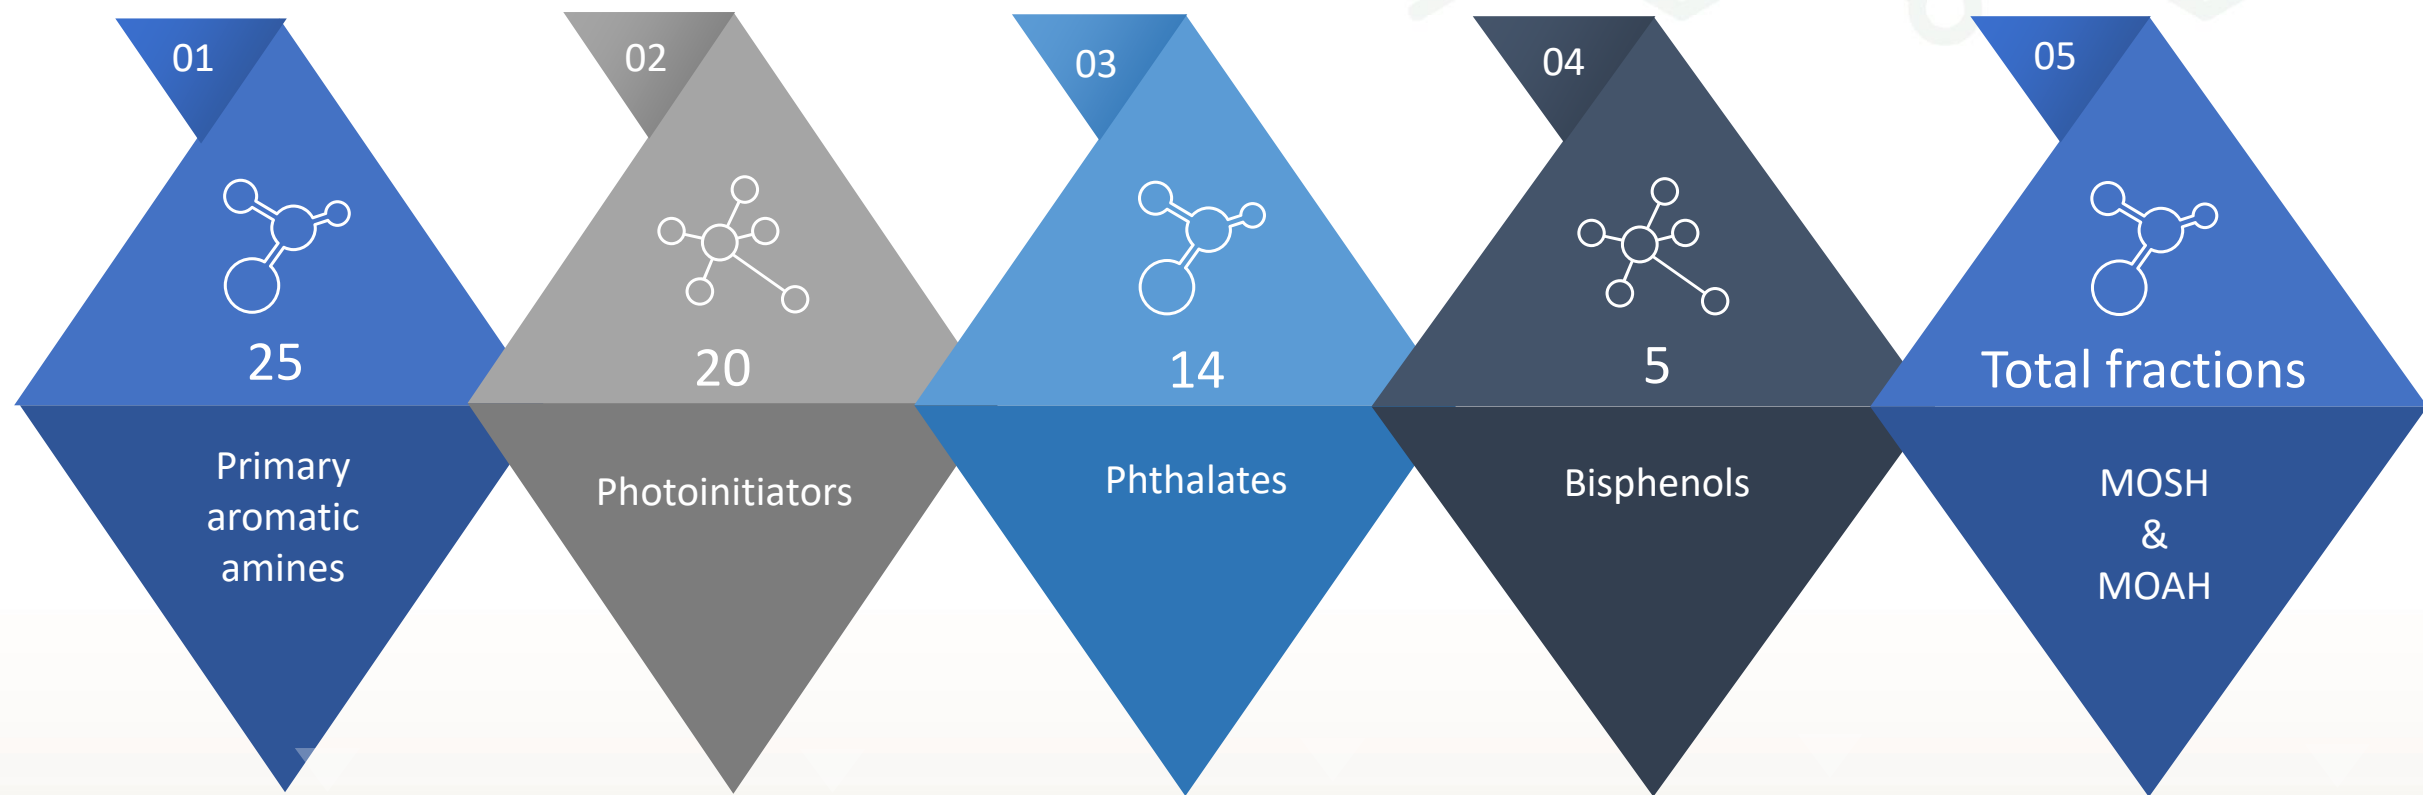 01
25
Primary
aromatic
amines
02
20
Photoinitiators
03
14
Phthalates
04
5
Bisphenols
05
Total fractions
MOSH
&
MOAH